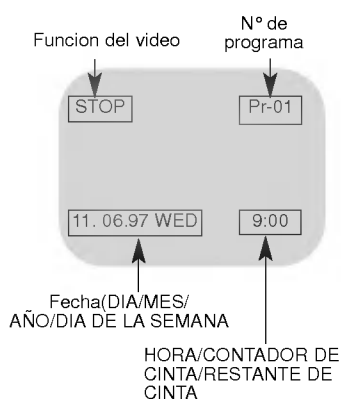 Funcion del video
Nº de
programa
STOP
Pr-01
11. 06.97 WED
9:00
Fecha(DIA/MES/
AÑO/DIA DE LA SEMANA
HORA/CONTADOR DE
CINTA/RESTANTE DE
CINTA